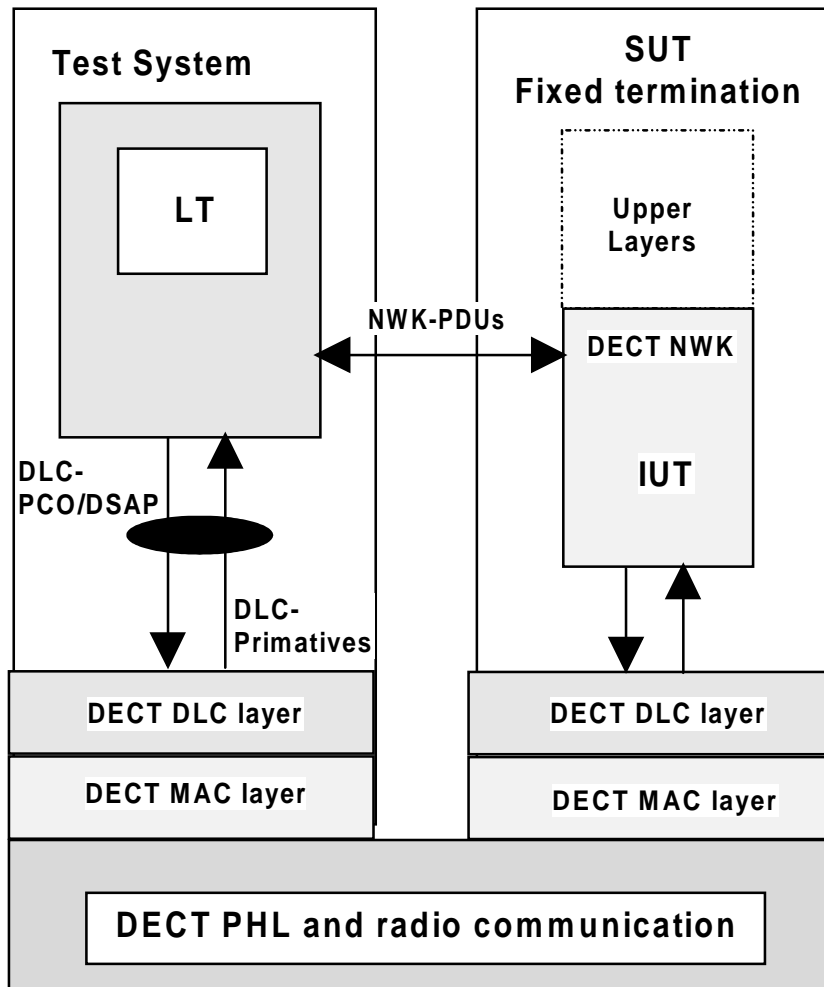 Test System
LT
SUT
Fixed termination
Upper
Layers
NWK-PDUs
DECT NWK
IUT
DLC-
PCO/DSAP
DLC-
Primatives
DECT DLC layer
DECT DLC layer
DECT MAC layer
DECT MAC layer
DECT PHL and radio communication